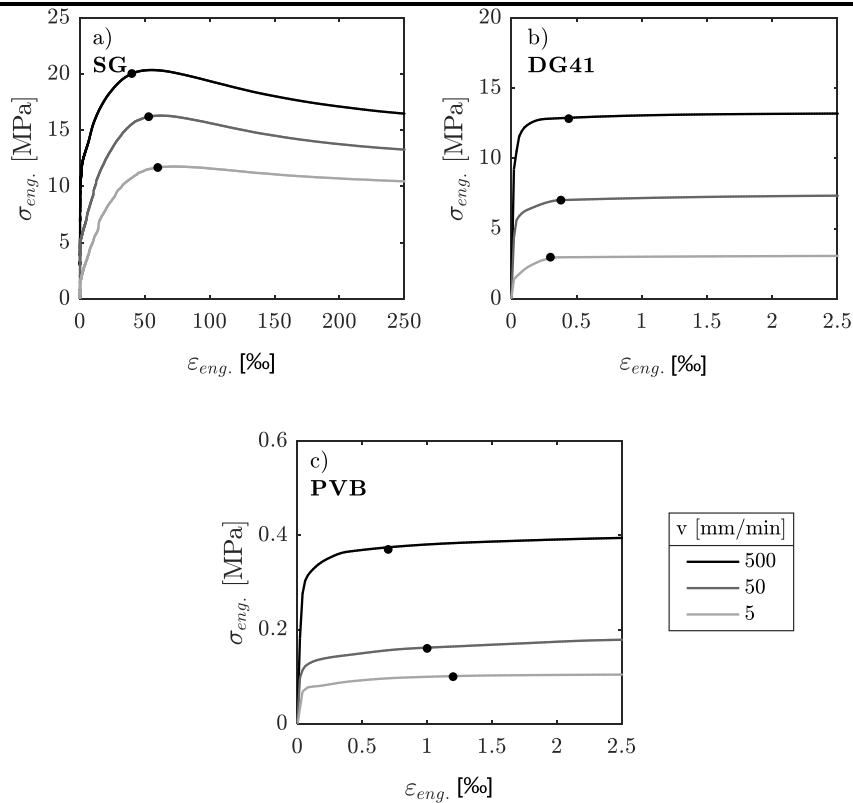 a)
SG
25
20
15
10
5
0
σeng. [MPa]
0 50 100 150 200 250
εeng. [‰]
b)
DG41
20
15
10
5
0
σeng. [MPa]
0 0.5 1 1.5 2 2.5
εeng. [‰]
c)
PVB
0.6
0.4
0.2
0
σeng. [MPa]
0 0.5 1 1.5 2 2.5
εeng. [‰]
v [mm/min]
500
50
5